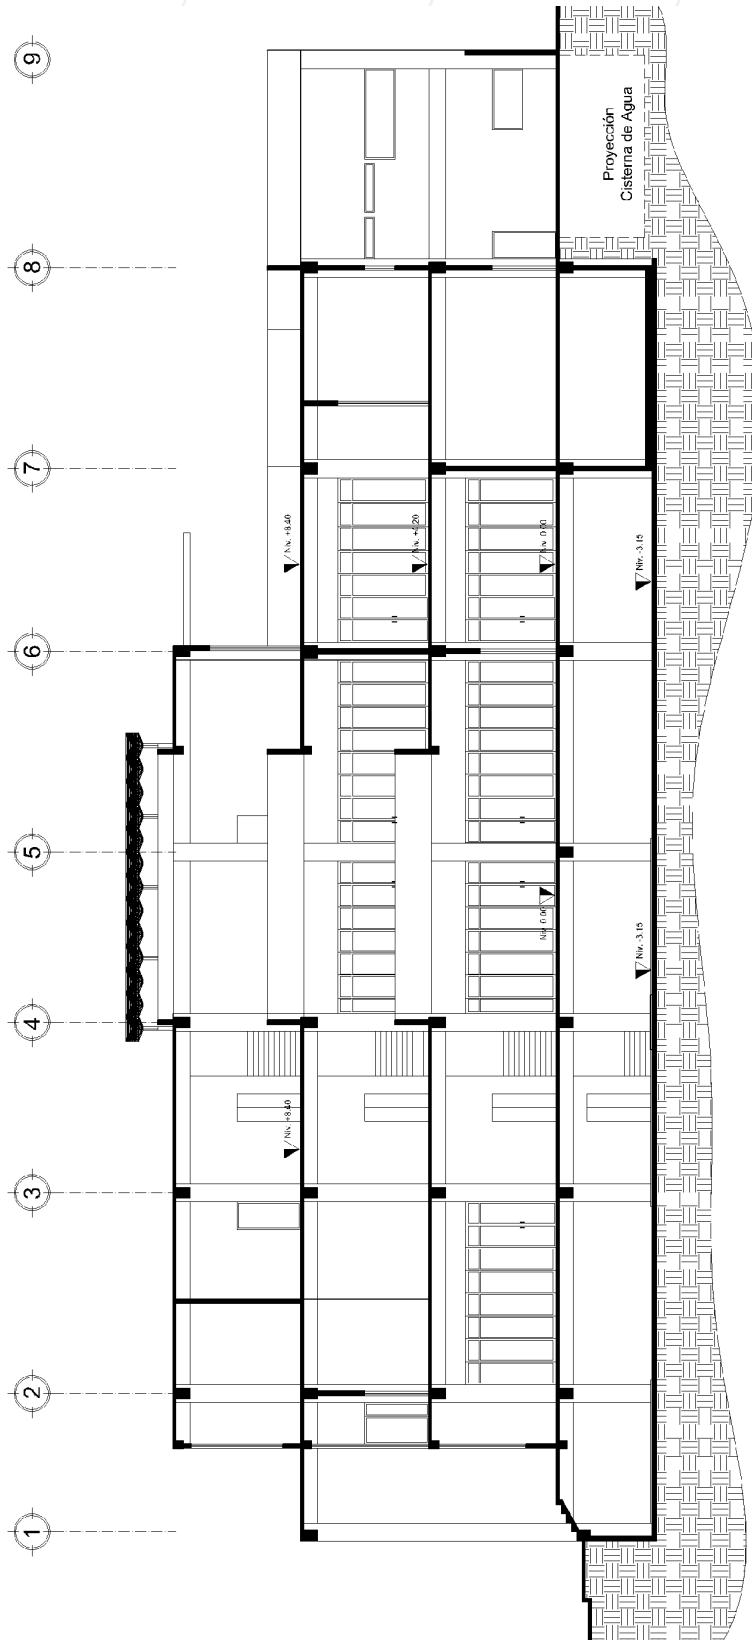 1
2
3
4
5
6
7
8
9
Niv. +8.40
Niv. +8.40
Niv. +4.20
Niv. 0.00
Niv. 0.00
Niv. -3.15
Niv. -3.15
Proyección
Cisterna de Agua